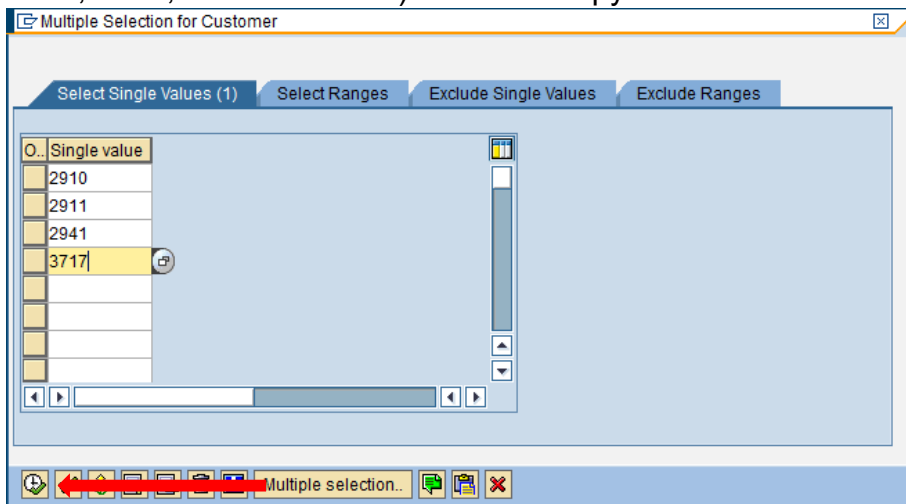 Multiple Selection for Customer
Select Single Values (1) Select Ranges Exclude Single Values Exclude Ranges
O.. Single value
2910
2911
2941
3717
Multiple selection..